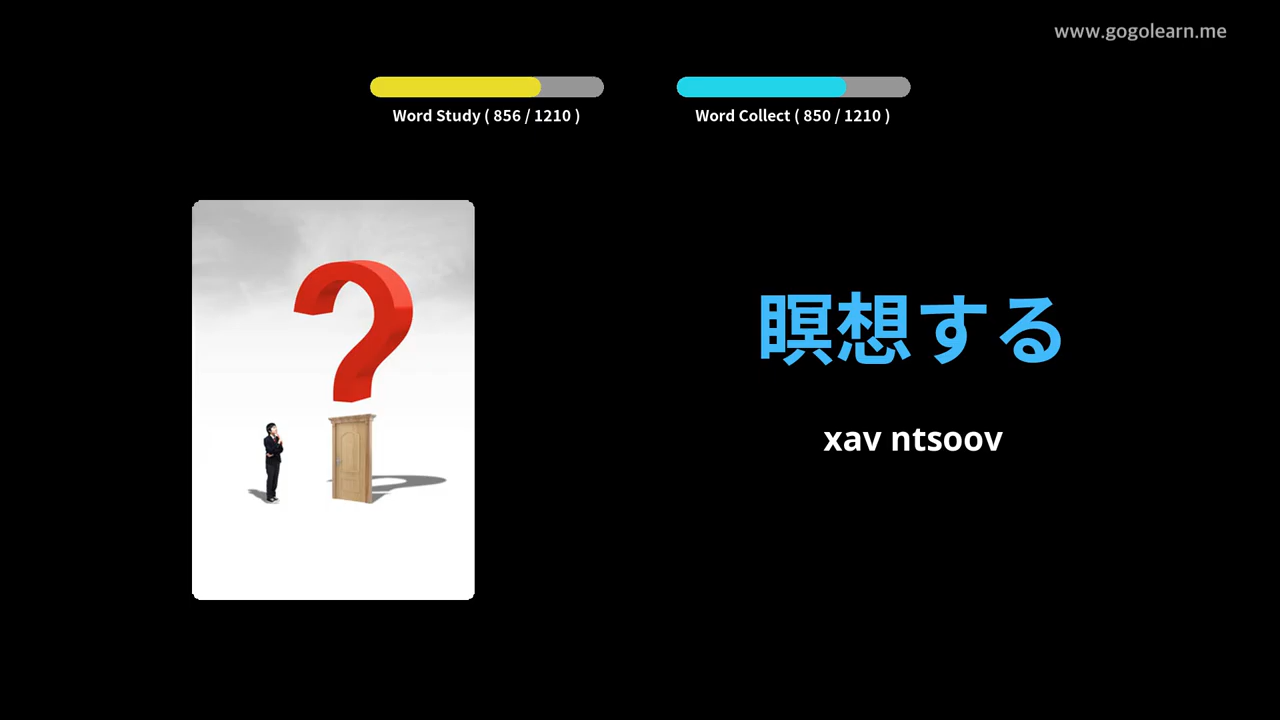 www.gogolearn.me
Word Study ( 856 / 1210 )
Word Collect ( 850 / 1210 )
瞑想する
xav ntsoov